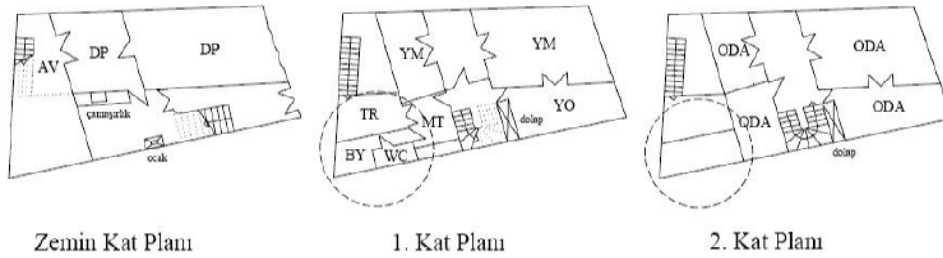 AV
DP
DP
çamaşırlık
ocak
Zemin Kat Planı
YM
YM
TR
MT
YO
dolap
BY
WC
1. Kat Planı
ODA
ODA
ODA
ODA
dolap
2. Kat Planı